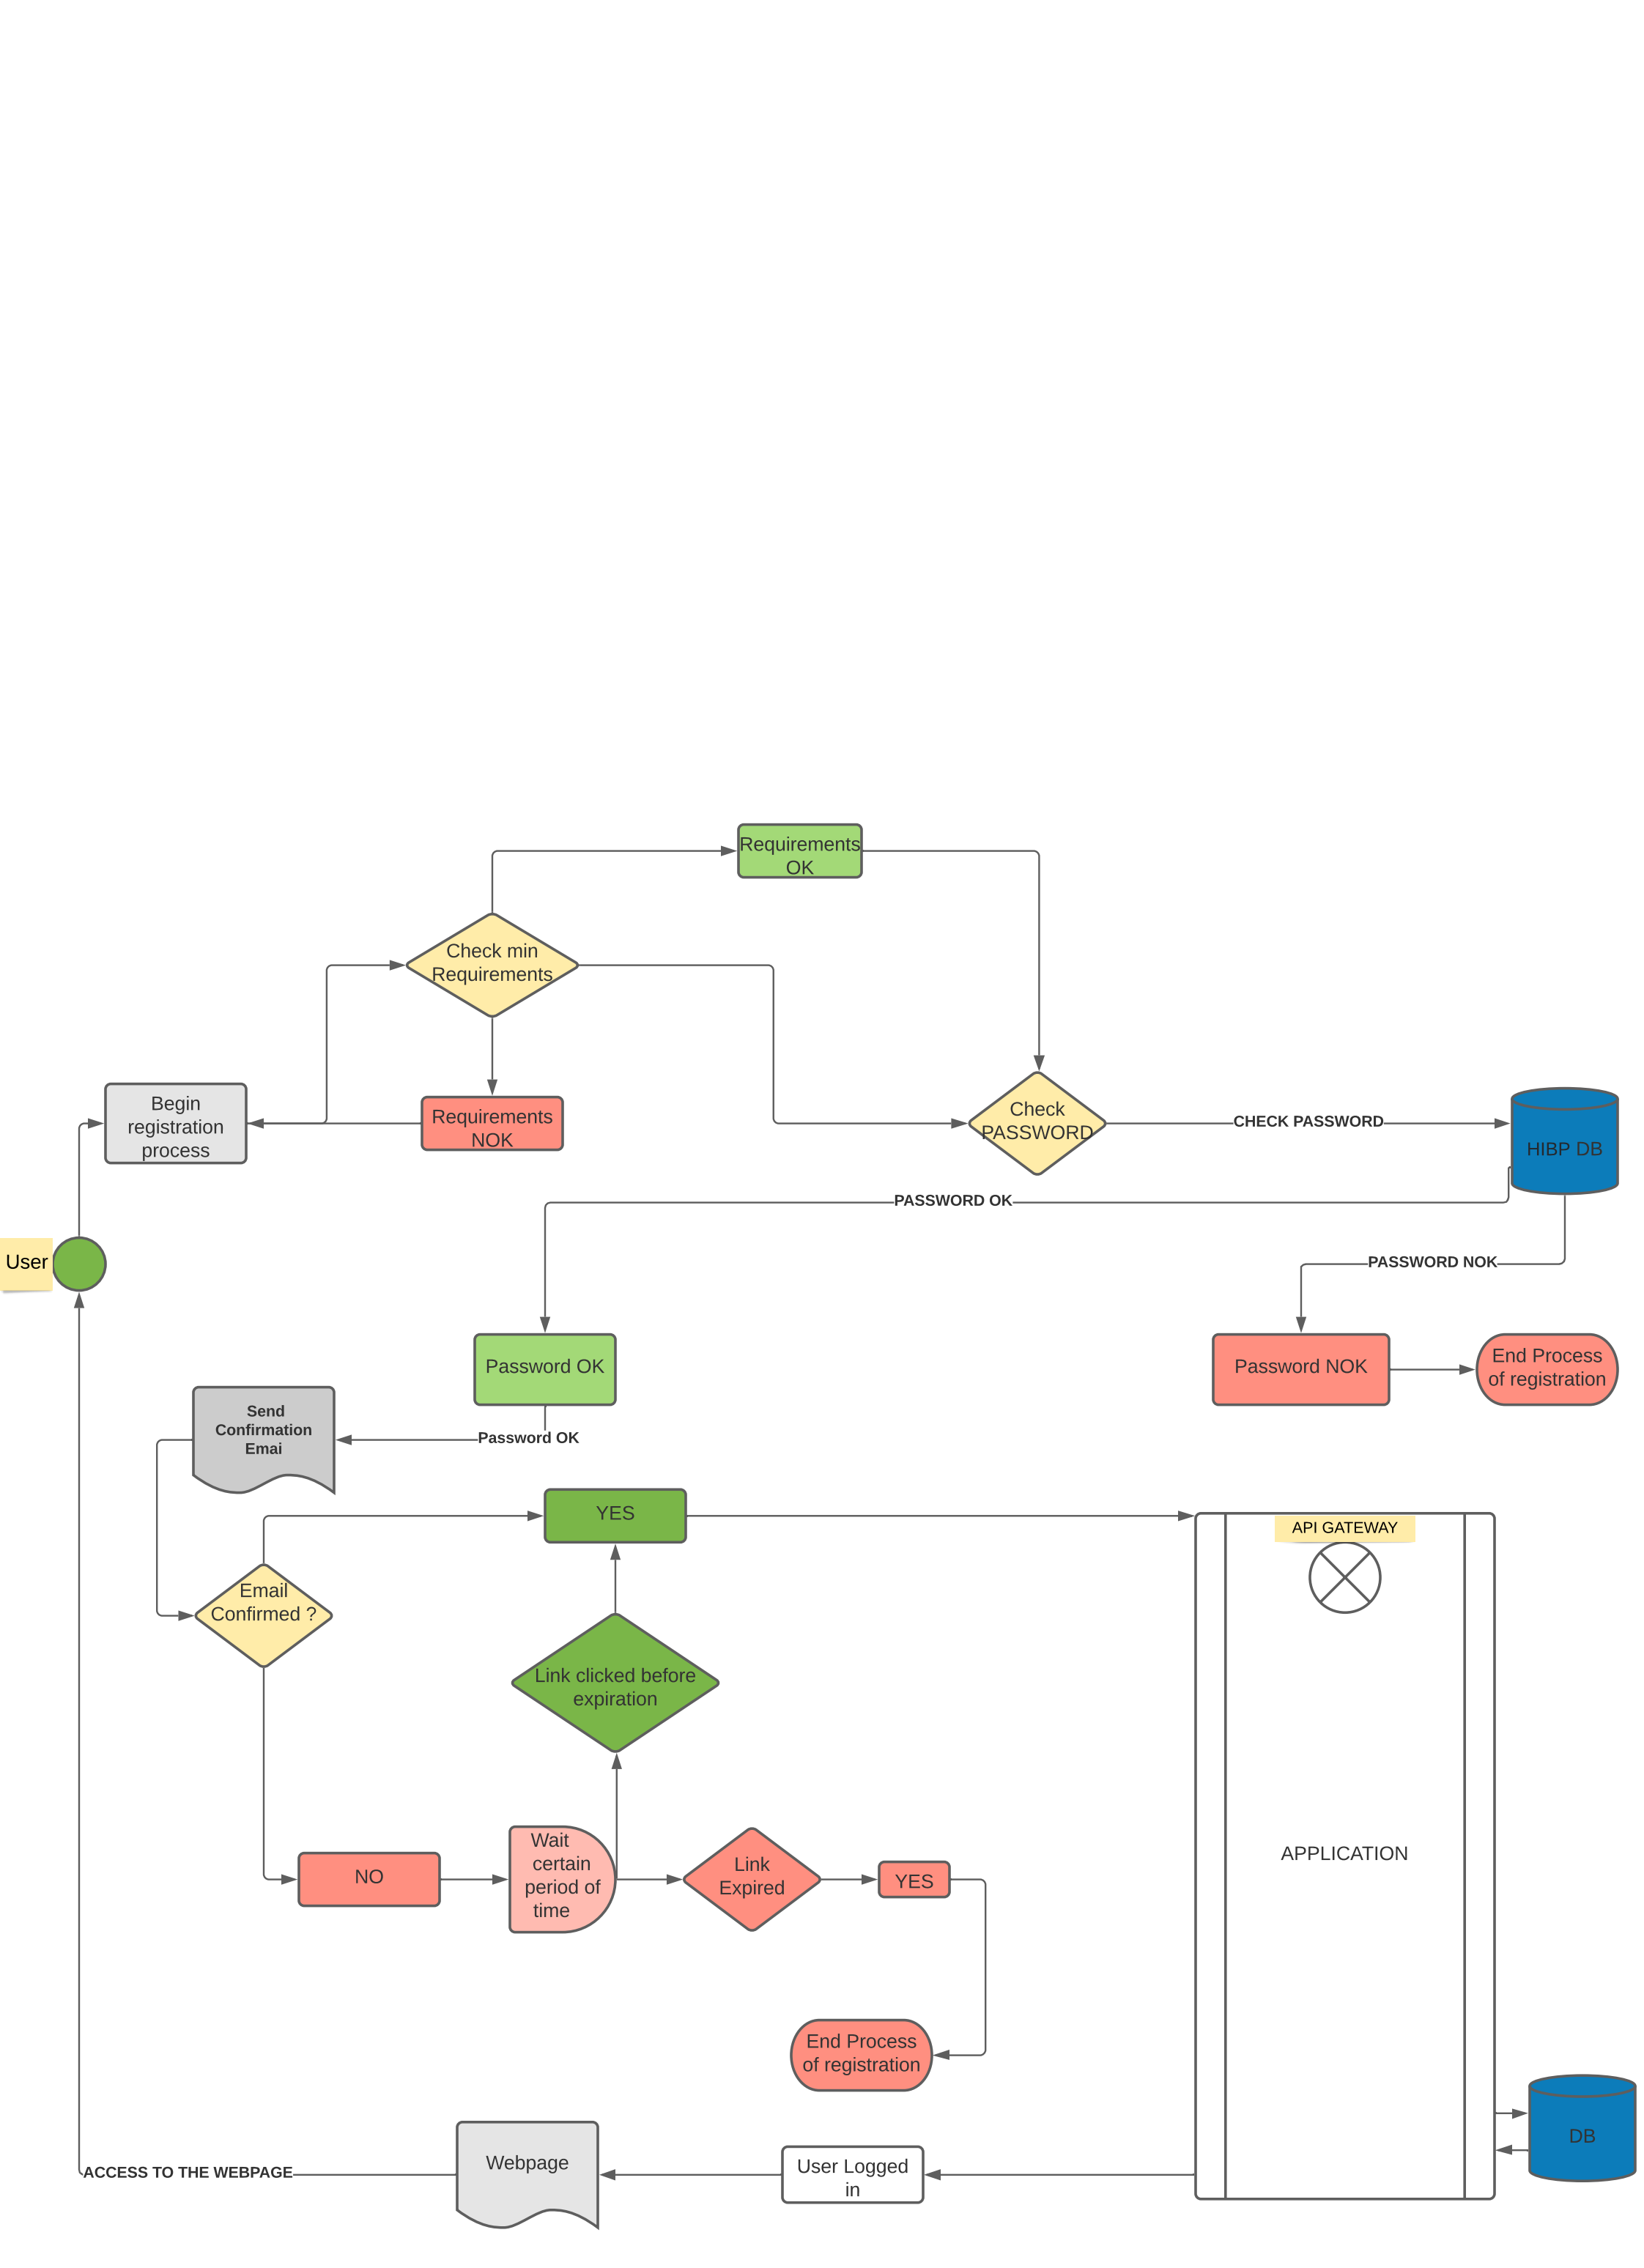 Requirements
OK
Check min
Requirements
Begin
registration
process
Requirements
NOK
Check
PASSWORD
CHECK PASSWORD
HIBP DB
PASSWORD OK
User
PASSWORD NOK
Password OK
Password NOK
End Process
of registration
Send
Confirmation
Emai
Password OK
YES
API GATEWAY
Email
Confirmed ?
Link clicked before
expiration
APPLICATION
NO
Wait
certain
period of
time
Link
Expired
YES
End Process
of registration
DB
ACCESS TO THE WEBPAGE
Webpage
User Logged
in